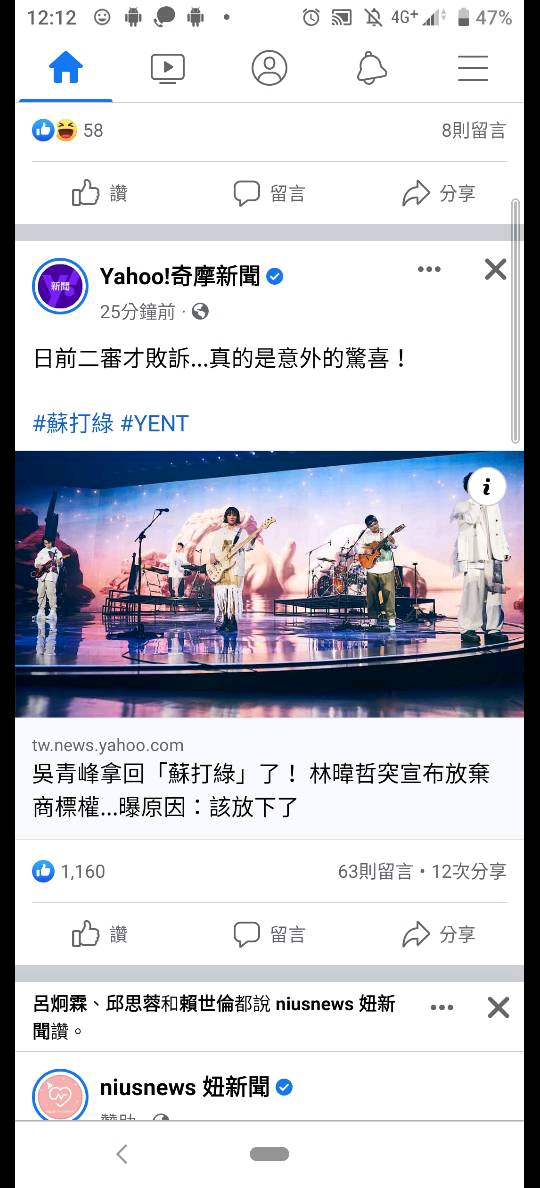 12:12
4G+
47%
58
8則留言
讚
留言
分享
新聞
Yahoo!奇摩新聞
25分鐘前 ·
日前二審才敗訴...真的是意外的驚喜！
#蘇打綠 #YENT
i
tw.news.yahoo.com
吳青峰拿回「蘇打綠」了！ 林暐哲突宣布放棄
商標權...曝原因：該放下了
1,160
63則留言 • 12次分享
讚
留言
分享
呂炯霖、邱思蓉和賴世倫都說 niusnews 妞新
聞讚。
niusnews 妞新聞
贊助 ·